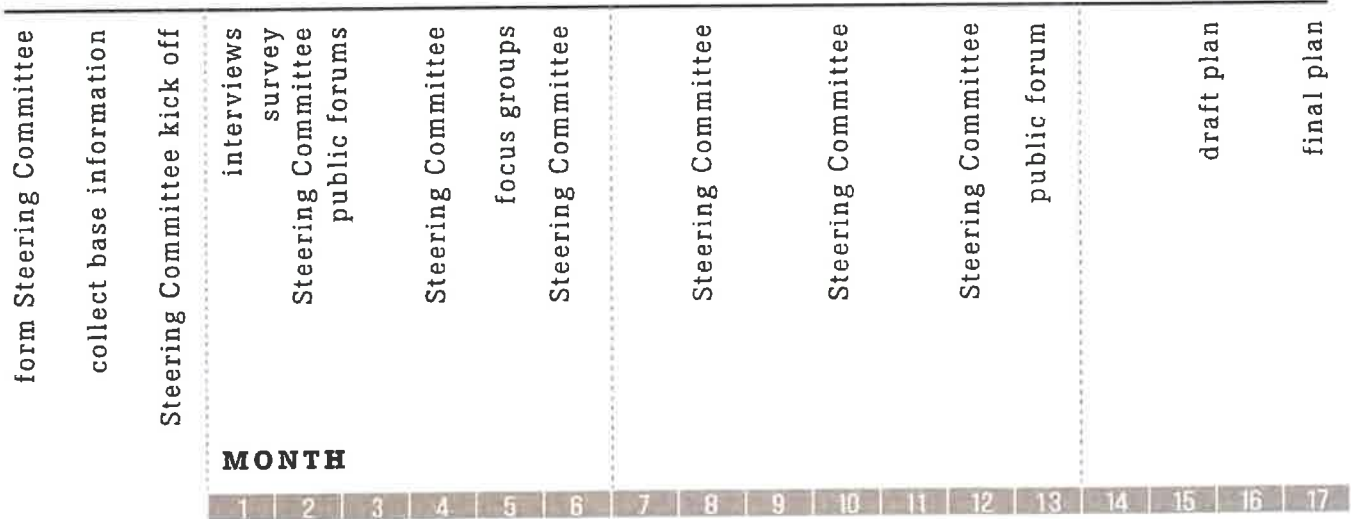 form Steering Committee
collect base information
Steering Committee kick off
interviews
survey
Steering Committee
public forums
Steering Committee
focus groups
Steering Committee
Steering Committee
Steering Committee
Steering Committee
public forum
draft plan
final plan
MONTH
1 2 3 4 5 6 7 8 9 10 11 12 13 14 15 16 17